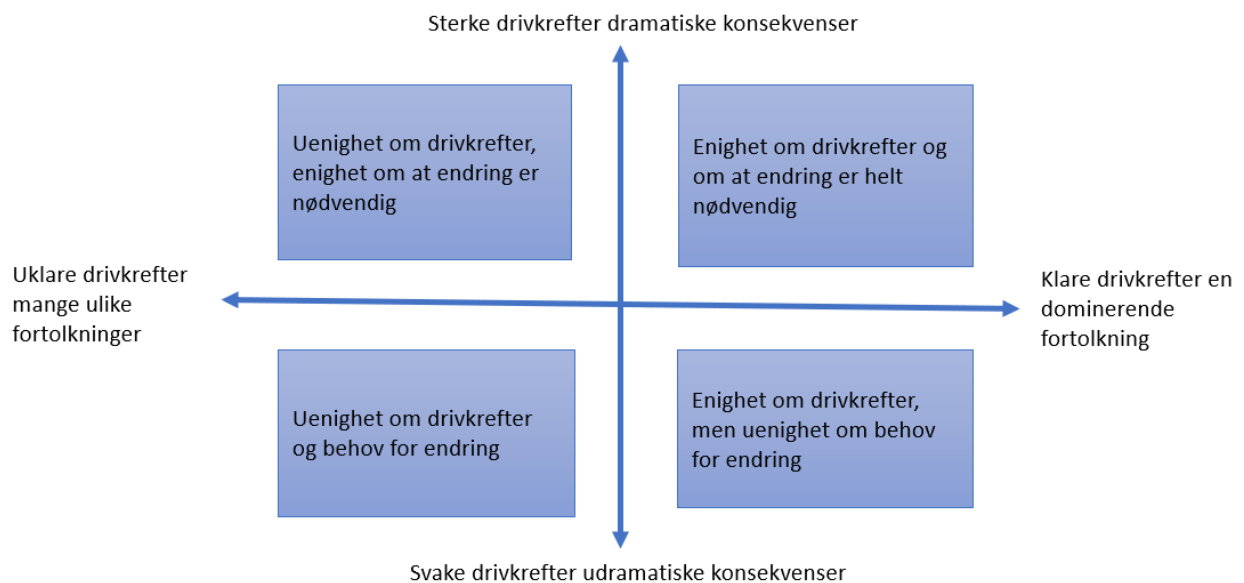 Sterke drivkrefter dramatiske konsekvenser
Uenighet om drivkrefter,
enighet om at endring er
nødvendig
Enighet om drivkrefter og
om at endring er helt
nødvendig
Uklare drivkrefter
mange ulike
fortolkninger
Klare drivkrefter en
dominerende
fortolkning
Uenighet om drivkrefter
og behov for endring
Enighet om drivkrefter,
men uenighet om behov
for endring
Svake drivkrefter udramatiske konsekvenser